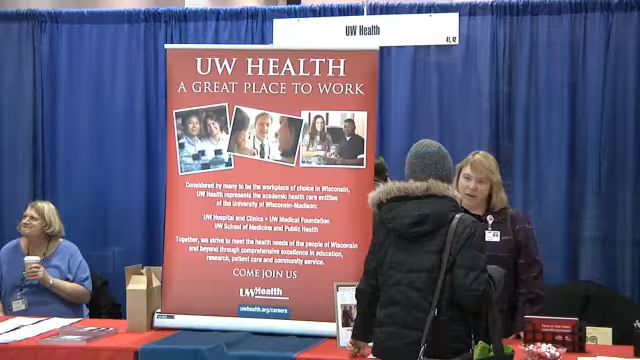 UW Health
41, 42
UW HEALTH
A GREAT PLACE TO WORK
Considered by many to be the workplace of choice in Wisconsin,
UW Health represents the academic health care entities
of the University of Wisconsin-Madison:
UW Hospital and Clinics • UW Medical Foundation
UW School of Medicine and Public Health
Together, we strive to meet the health needs of the people of Wisconsin
and beyond through comprehensive excellence in education,
research, patient care and community service.
COME JOIN US
UWHealth
uwhealth.org/careers